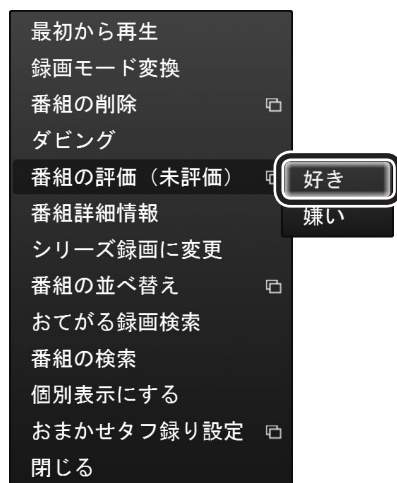 最初から再生
録画モード変換
番組の削除
ダビング
番組の評価（未評価）
好き
嫌い
番組詳細情報
シリーズ録画に変更
番組の並べ替え
おてがる録画検索
番組の検索
個別表示にする
おまかせタフ録り設定
閉じる